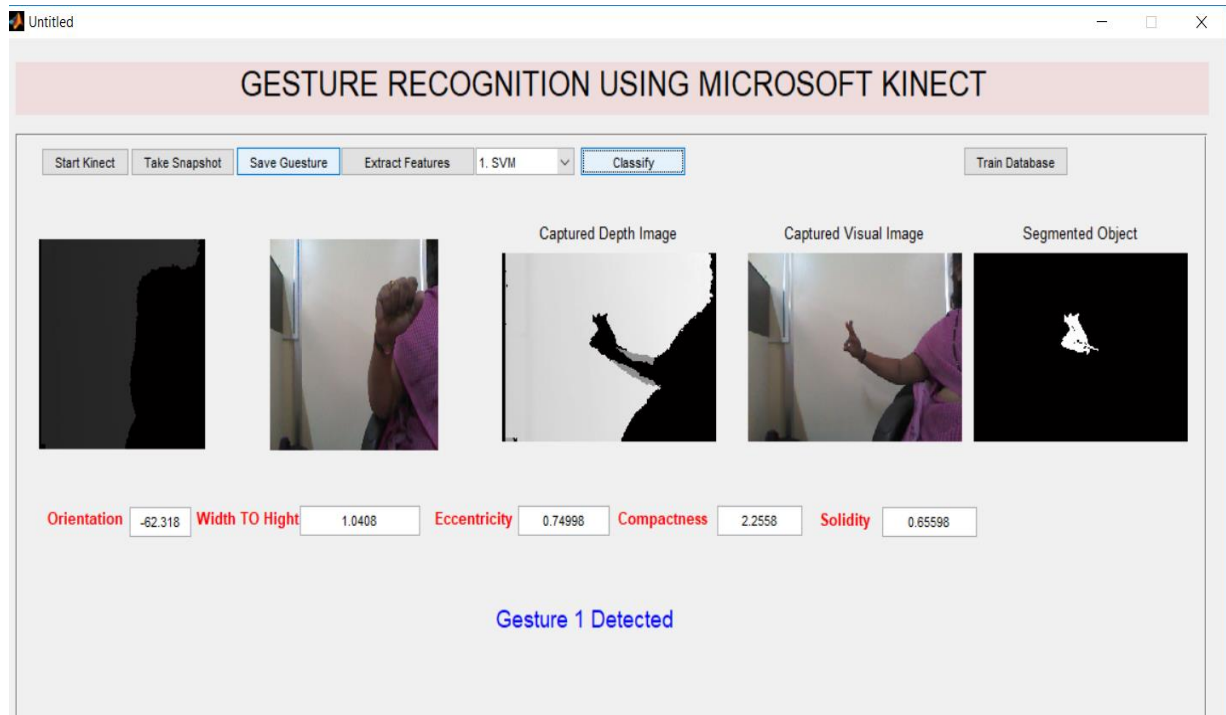 Untitled
GESTURE RECOGNITION USING MICROSOFT KINECT
Start Kinect Take Snapshot Save Guesture Extract Features 1. SVM Classify Train Database
Captured Depth Image Captured Visual Image Segmented Object
Orientation -62.318 Width TO Hight 1.0408 Eccentricity 0.74998 Compactness 2.2558 Solidity 0.65598
Gesture 1 Detected